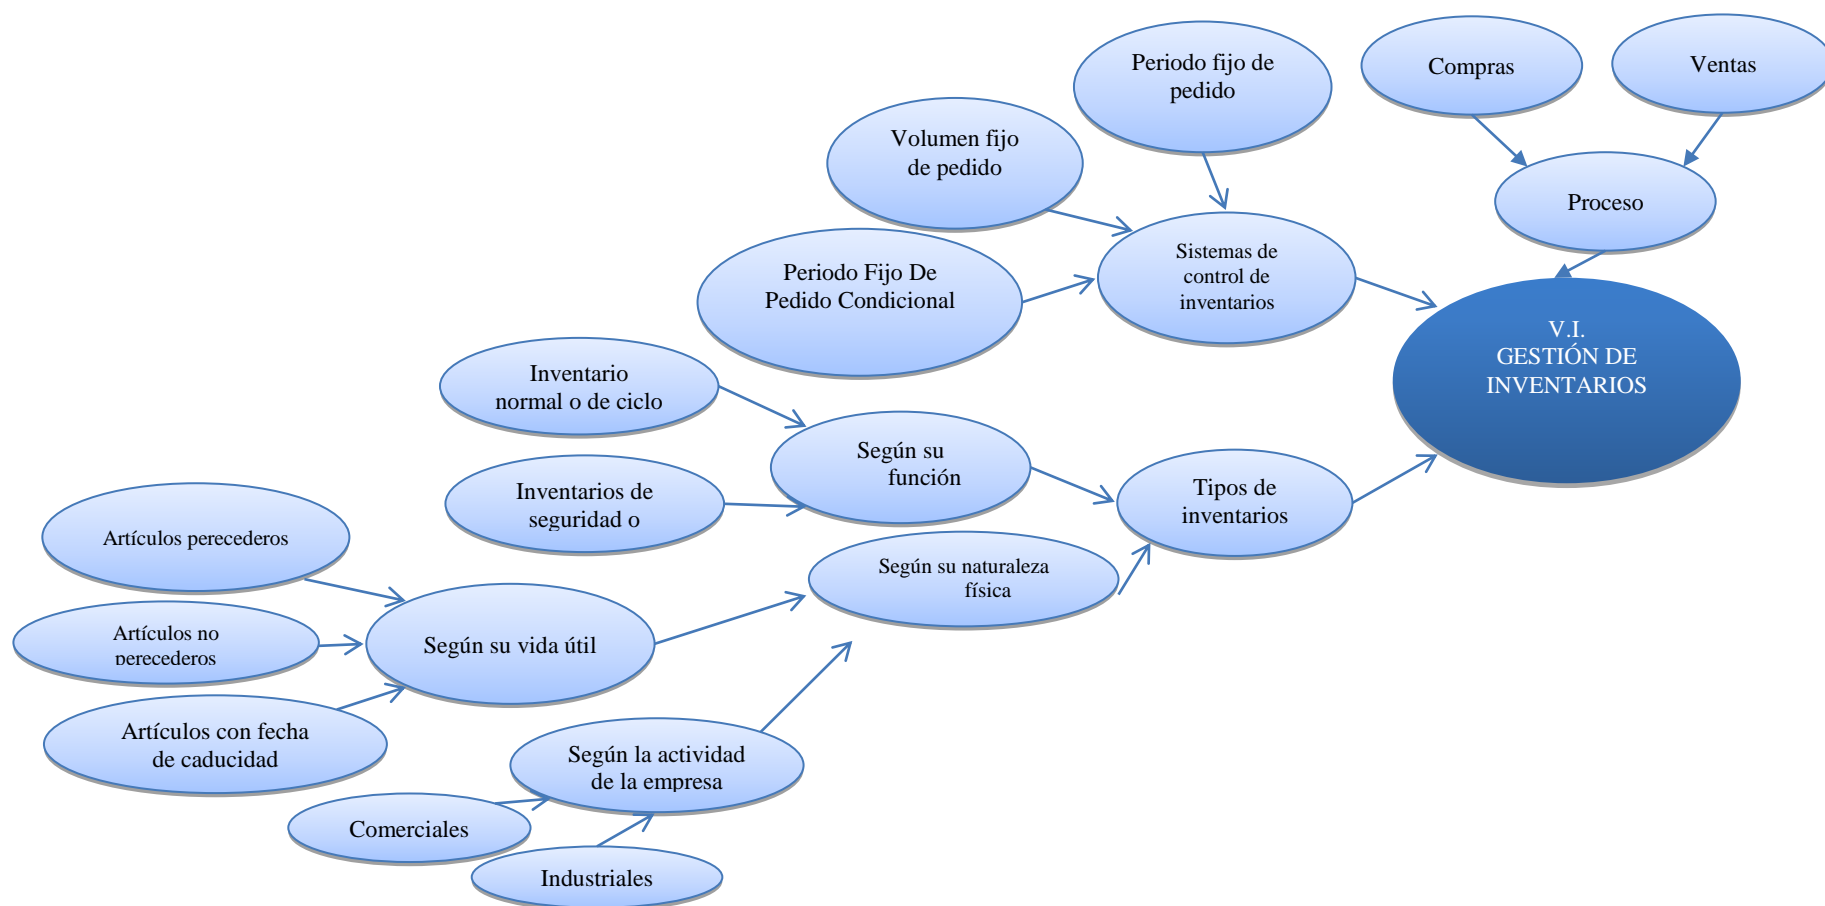 Periodo fijo de
pedido
Compras
Ventas
Volumen fijo
de pedido
Proceso
Periodo Fijo De
Pedido Condicional
Sistemas de
control de
inventarios
V.I.
GESTIÓN DE
INVENTARIOS
Inventario
normal o de ciclo
Según su
función
Inventarios de
seguridad o
Tipos de
inventarios
Artículos perecederos
Según su naturaleza
física
Artículos no
perecederos
Según su vida útil
Artículos con fecha
de caducidad
Según la actividad
de la empresa
Comerciales
Industriales